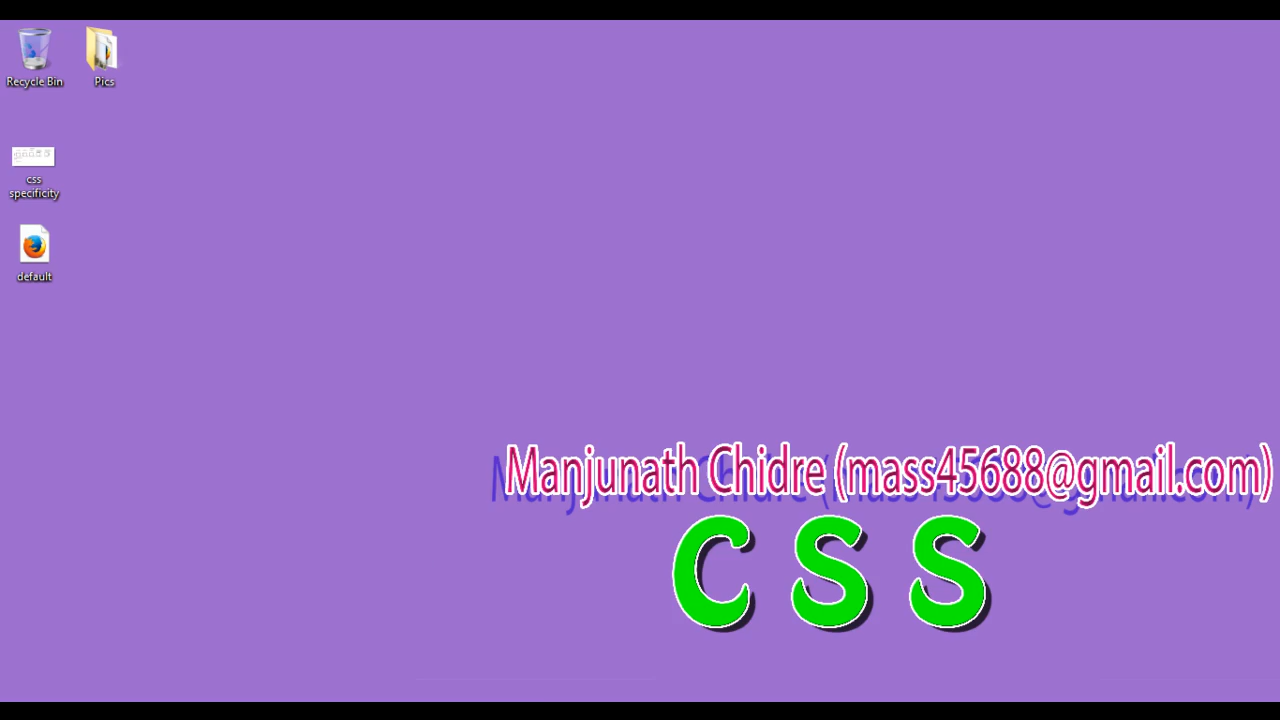 Recycle Bin
Pics
css
specificity
default
Manjunath Chidre (mass45688@gmail.com)
CSS